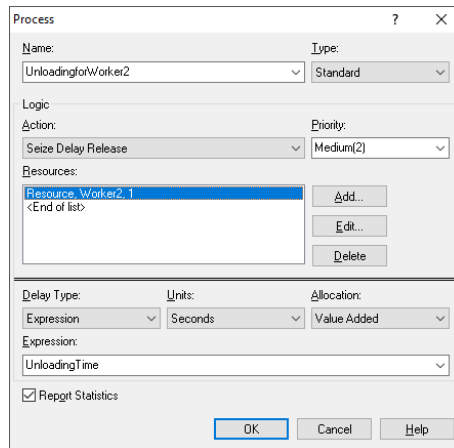 Process ? ×
Name: Type:
UnloadingforWorker2 Standard
Logic
Action: Priority:
Seize Delay Release Medium(2)
Resources:
Resource, Worker2, 1 Add...
<End of list>
Edit...
Delete
Delay Type: Units: Allocation:
Expression Seconds Value Added
Expression:
UnloadingTime
Report Statistics
OK Cancel Help